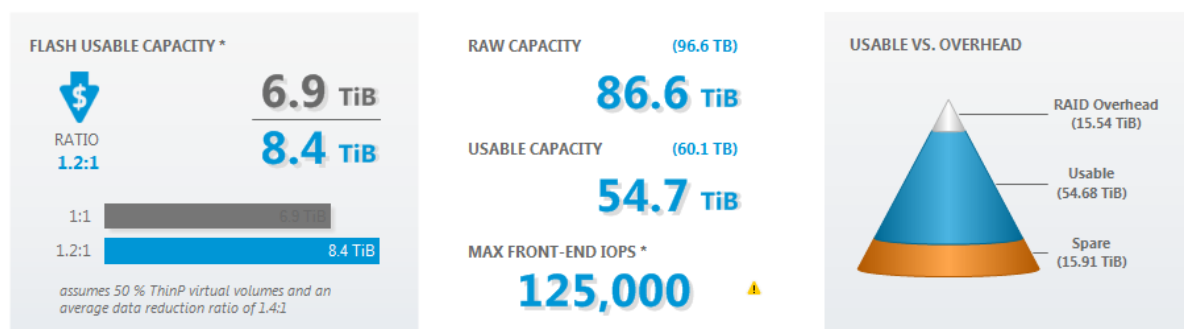 FLASH USABLE CAPACITY *
$
6.9 TiB
RATIO
1.2:1
8.4 TiB
1:1
6.9 TiB
1.2:1
8.4 TiB
assumes 50 % ThinP virtual volumes and an
average data reduction ratio of 1.4:1
RAW CAPACITY (96.6 TB)
86.6 TiB
USABLE CAPACITY (60.1 TB)
54.7 TiB
MAX FRONT-END IOPS *
125,000
USABLE VS. OVERHEAD
RAID Overhead
(15.54 TiB)
Usable
(54.68 TiB)
Spare
(15.91 TiB)